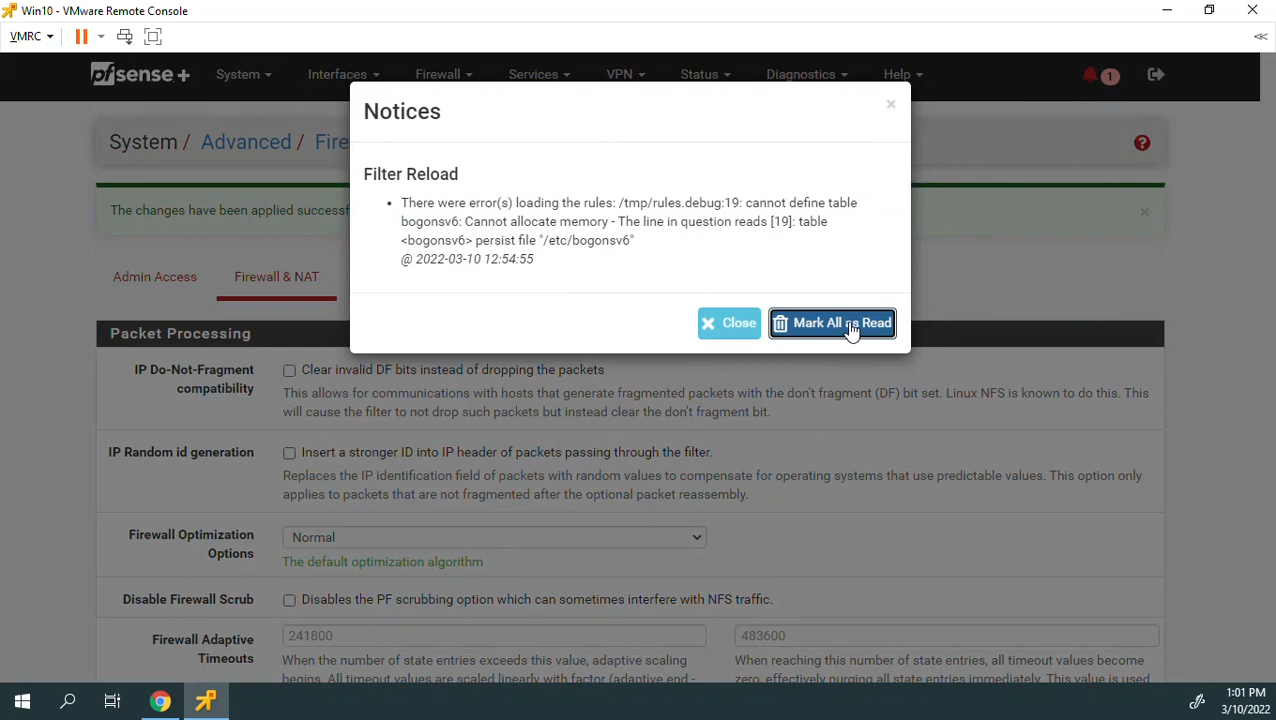 Win10 - VMware Remote Console
VMRC
pfsense +
System
Interfaces
Firewall
Services
VPN
Status
Diagnostics
Help
1
Notices
×
System / Advanced / Fire
?
Filter Reload
The changes have been applied successf
There were error(s) loading the rules: /tmp/rules.debug:19: cannot define table
bogonsv6: Cannot allocate memory - The line in question reads [19]: table
<bogonsv6> persist file "/etc/bogonsv6"
@ 2022-03-10 12:54:55
Admin Access
Firewall & NAT
Close
Mark All as Read
Packet Processing
IP Do-Not-Fragment
compatibility
Clear invalid DF bits instead of dropping the packets
This allows for communications with hosts that generate fragmented packets with the don't fragment (DF) bit set. Linux NFS is known to do this. This
will cause the filter to not drop such packets but instead clear the don't fragment bit.
IP Random id generation
Insert a stronger ID into IP header of packets passing through the filter.
Replaces the IP identification field of packets with random values to compensate for operating systems that use predictable values. This option only
applies to packets that are not fragmented after the optional packet reassembly.
Firewall Optimization
Options
Normal
The default optimization algorithm
Disable Firewall Scrub
Disables the PF scrubbing option which can sometimes interfere with NFS traffic.
Firewall Adaptive
Timeouts
241800
483600
When the number of state entries exceeds this value, adaptive scaling
begins. All timeout values are scaled linearly with factor (adaptive.end -
When reaching this number of state entries, all timeout values become
zero, effectively purging all state entries immediately. This value is used
1:01 PM
3/10/2022